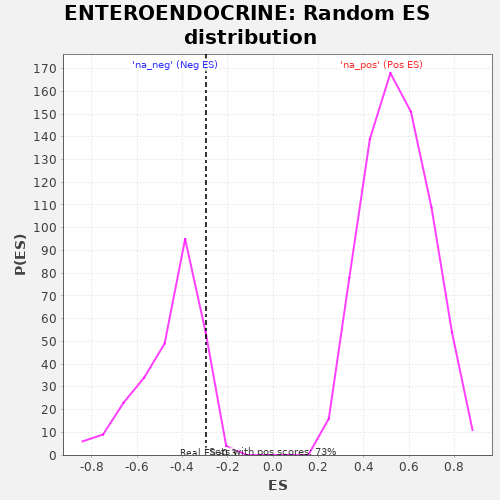 ENTEROENDOCRINE: Random ES
distribution
'na_neg' (Neg ES)
'na_pos' (Pos ES)
170
160
150
140
130
120
110
100
90
80
70
60
50
40
30
20
10
0
P(ES)
Real ES with pos scores: 73%
-0.8 -0.6 -0.4 -0.2 0.0 0.2 0.4 0.6 0.8
ES